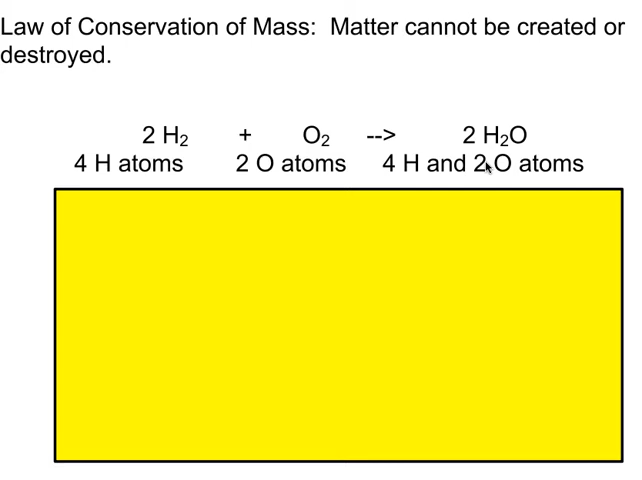 Law of Conservation of Mass:  Matter cannot be created or
destroyed.
2 H₂ + O₂ --> 2 H₂O
4 H atoms 2 O atoms 4 H and 2 O atoms